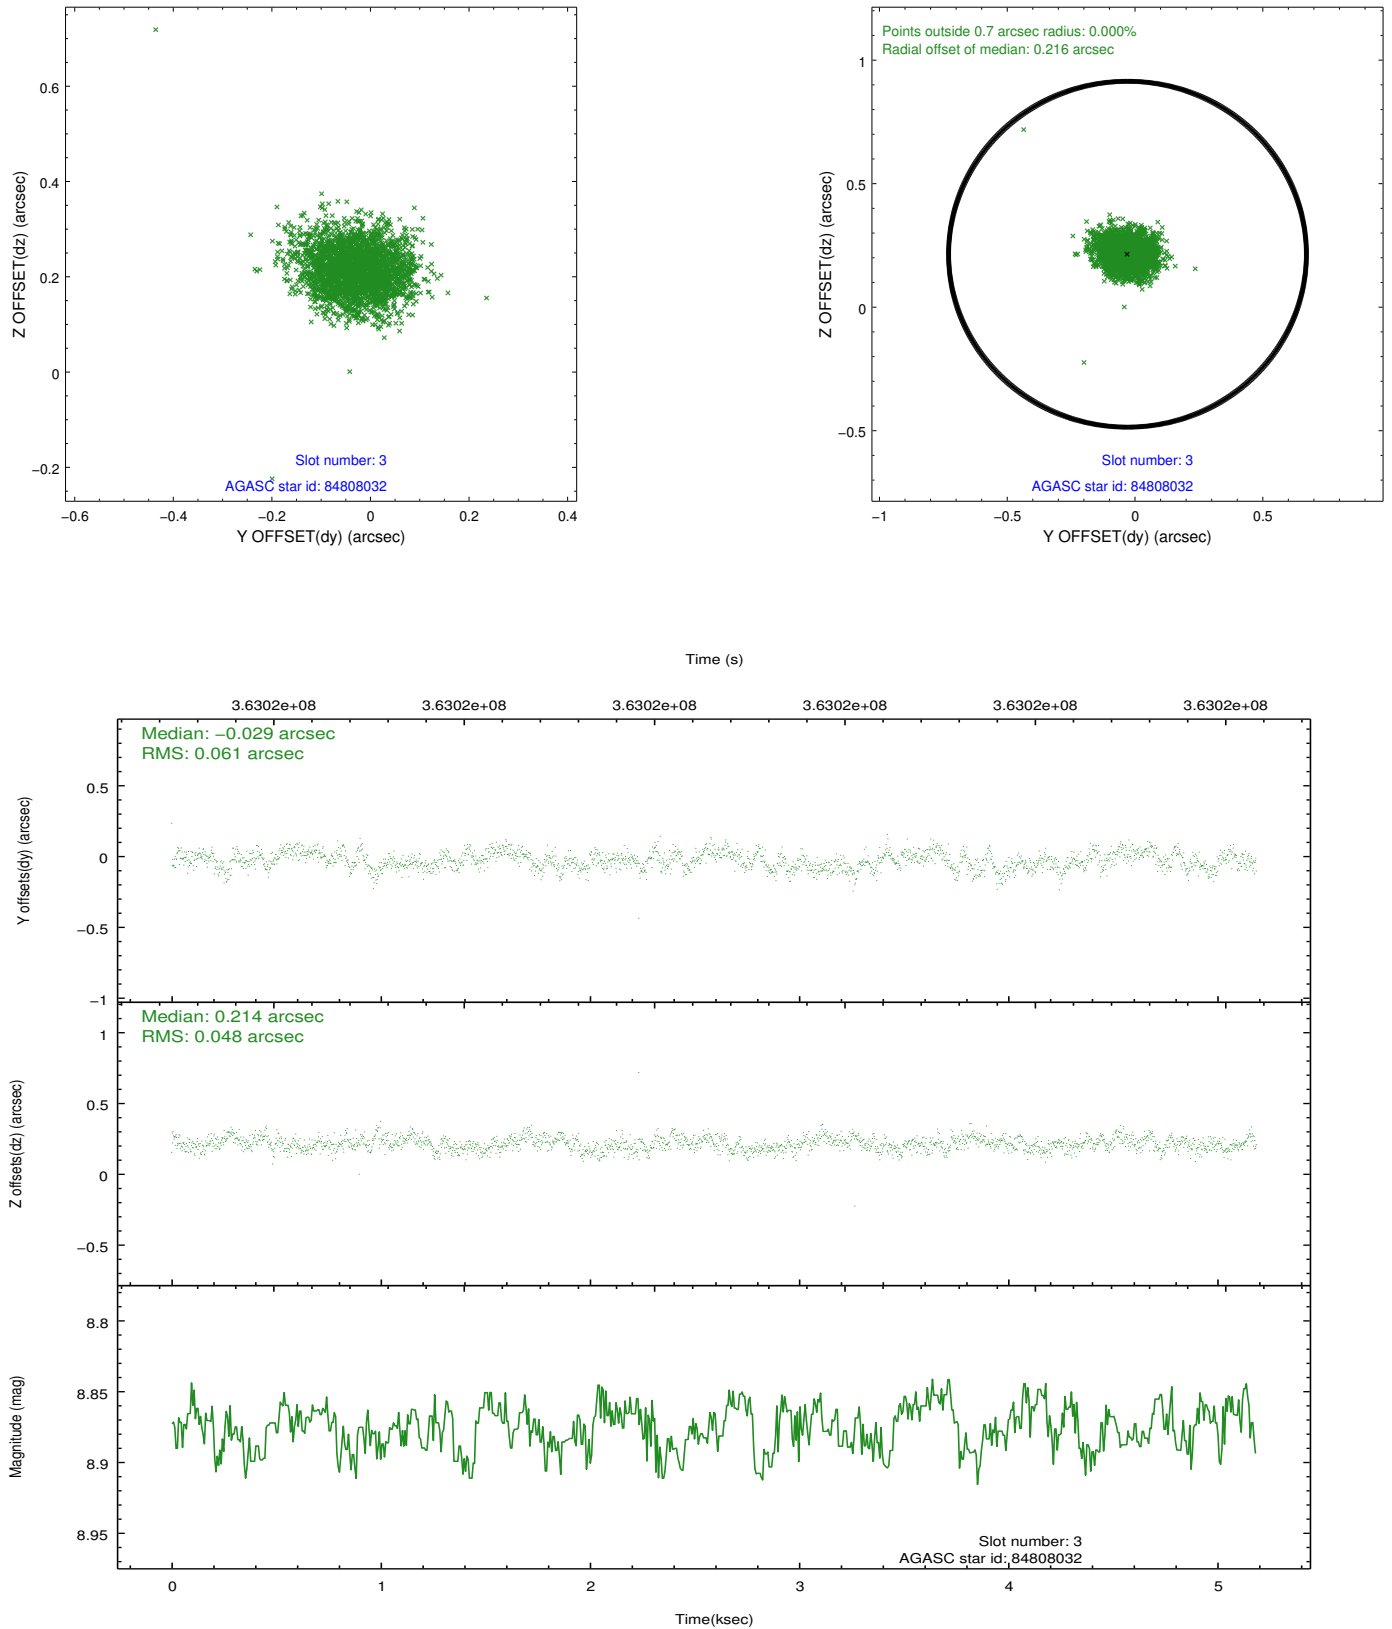 0.6
0.4
0.2
0
−0.2
Z OFFSET(dz) (arcsec)
Slot number: 3
AGASC star id: 84808032
−0.6 −0.4 −0.2 0 0.2 0.4
Y OFFSET(dy) (arcsec)
Points outside 0.7 arcsec radius: 0.000%
Radial offset of median: 0.216 arcsec
1
0.5
0
−0.5
Z OFFSET(dz) (arcsec)
Slot number: 3
AGASC star id: 84808032
−1 −0.5 0 0.5
Y OFFSET(dy) (arcsec)
Time (s)
3.6302e+08 3.6302e+08 3.6302e+08 3.6302e+08 3.6302e+08 3.6302e+08
Median: −0.029 arcsec
RMS: 0.061 arcsec
0.5
0
−0.5
−1
Y offsets(dy) (arcsec)
Median: 0.214 arcsec
RMS: 0.048 arcsec
1
0.5
0
−0.5
Z offsets(dz) (arcsec)
8.8
8.85
8.9
8.95
Magnitude (mag)
Slot number: 3
AGASC star id: 84808032
0 1 2 3 4 5
Time(ksec)